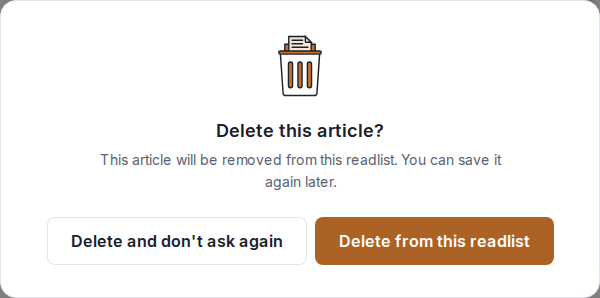 Delete this article?
This article will be removed from this readlist. You can save it
again later.
Delete and don't ask again
Delete from this readlist